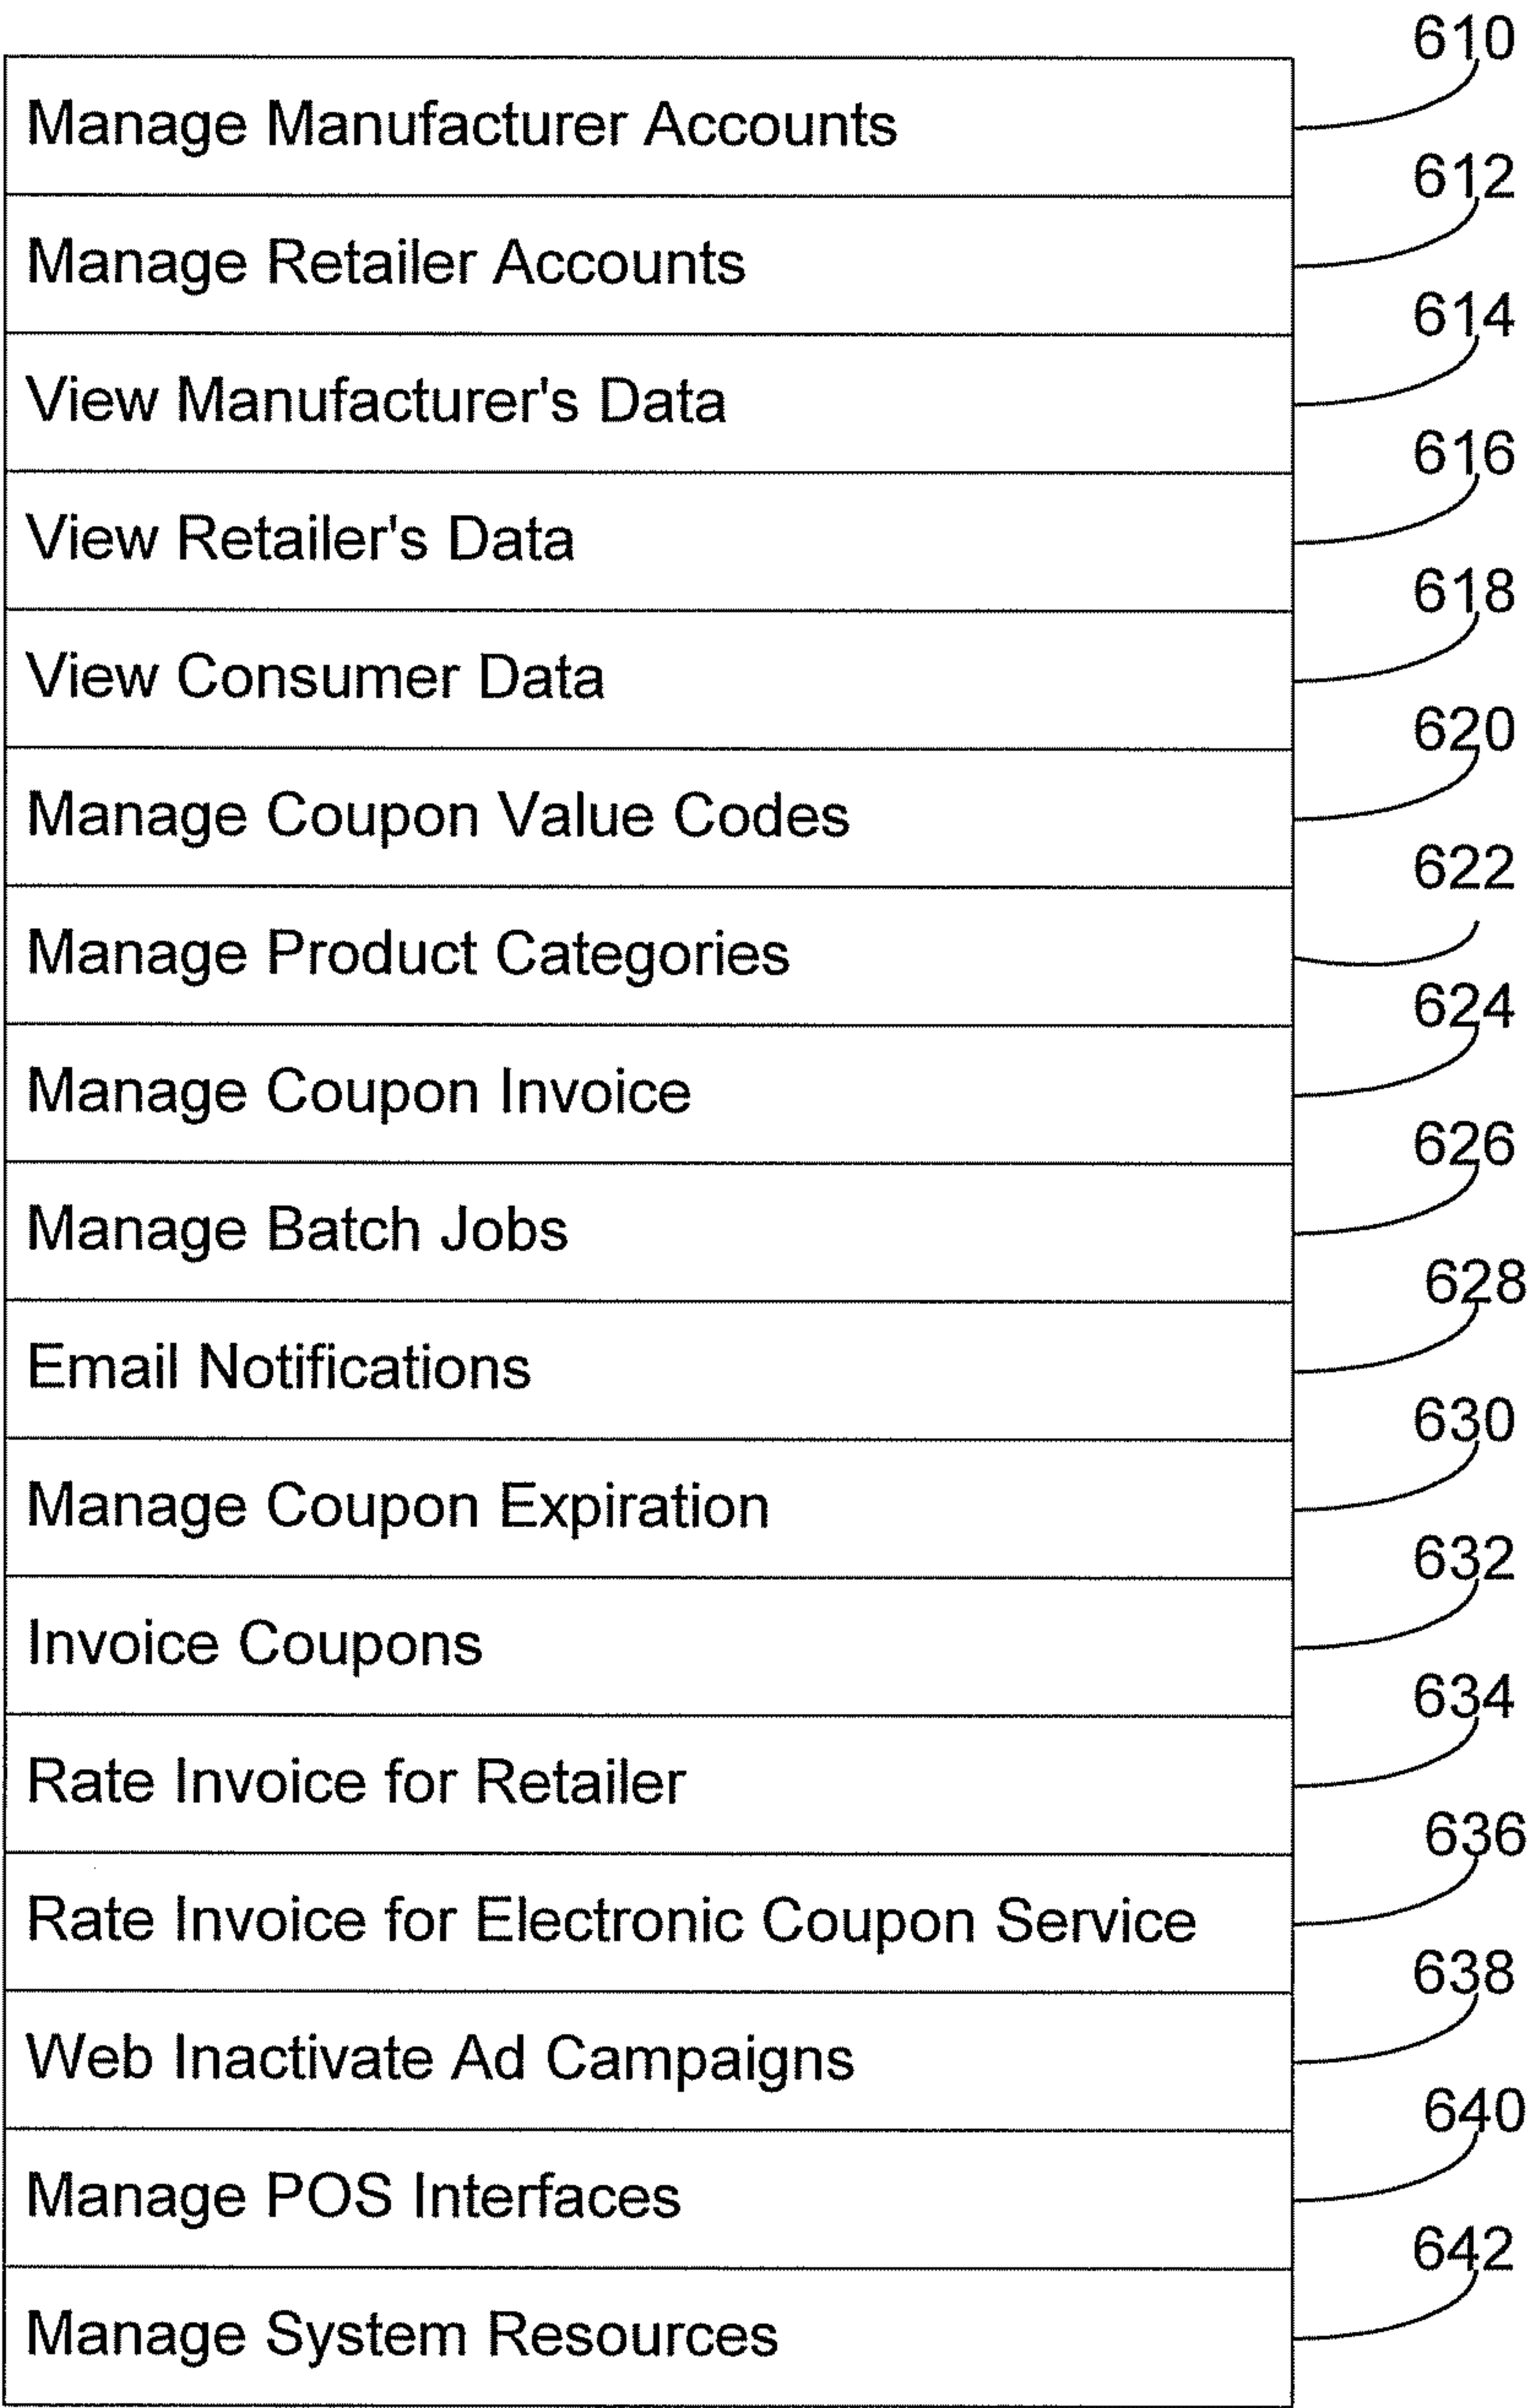 610
Manage Manufacturer Accounts
612
Manage Retailer Accounts
614
View Manufacturer's Data
616
View Retailer's Data
618
View Consumer Data
620
Manage Coupon Value Codes
622
Manage Product Categories
624
Manage Coupon Invoice
626
Manage Batch Jobs
628
Email Notifications
630
Manage Coupon Expiration
632
Invoice Coupons
634
Rate Invoice for Retailer
636
Rate Invoice for Electronic Coupon Service
638
Web Inactivate Ad Campaigns
640
Manage POS Interfaces
642
Manage System Resources